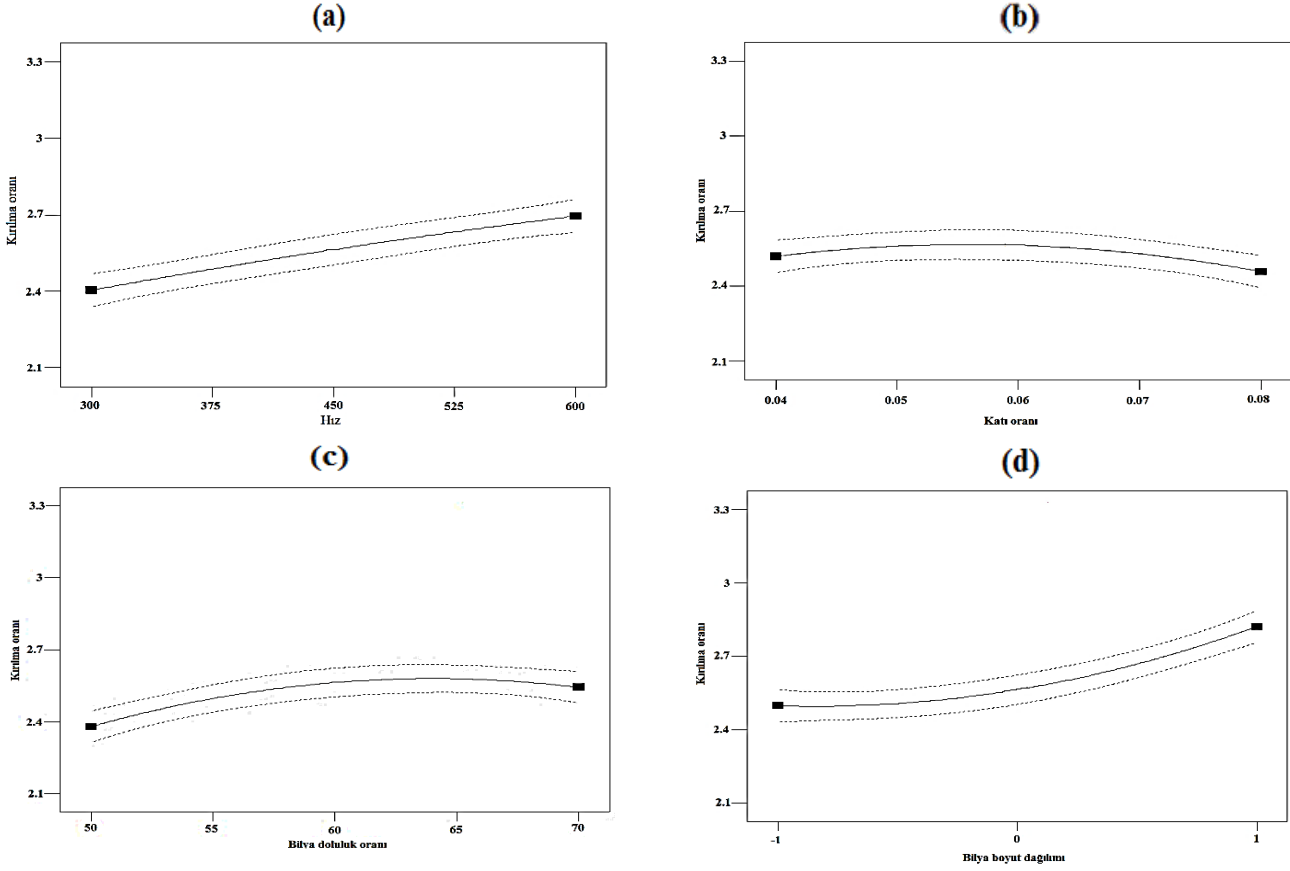 (a)
3.3
3
2.7
2.4
2.1
Kırılma oranı
300 375 450 525 600
Hız
(b)
3.3
3
2.7
2.4
2.1
Kırılma oranı
0.04 0.05 0.06 0.07 0.08
Katı oranı
(c)
3.3
3
2.7
2.4
2.1
Kırılma oranı
50 55 60 65 70
Bilya doluluk oranı
(d)
3.3
3
2.7
2.4
2.1
Kırılma oranı
-1 0 1
Bilya boyut dağılımı